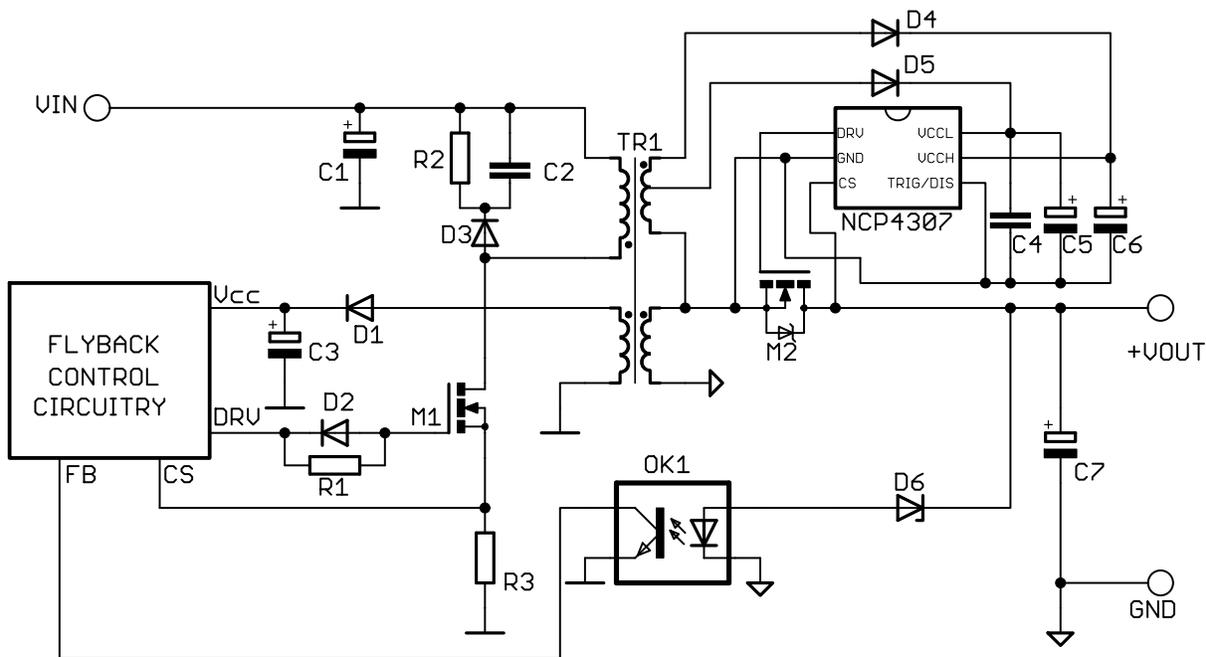 D4
D5
VIN
C1
R2
C2
TR1
DRV VCCL
GND VCCH
CS TRIG/DIS
NCP4307
D3
C4
C5
C6
Vcc
D1
C3
FLYBACK
CONTROL
CIRCUITRY
M2
+VOUT
D2
DRV
M1
R1
FB
CS
OK1
D6
C7
R3
GND